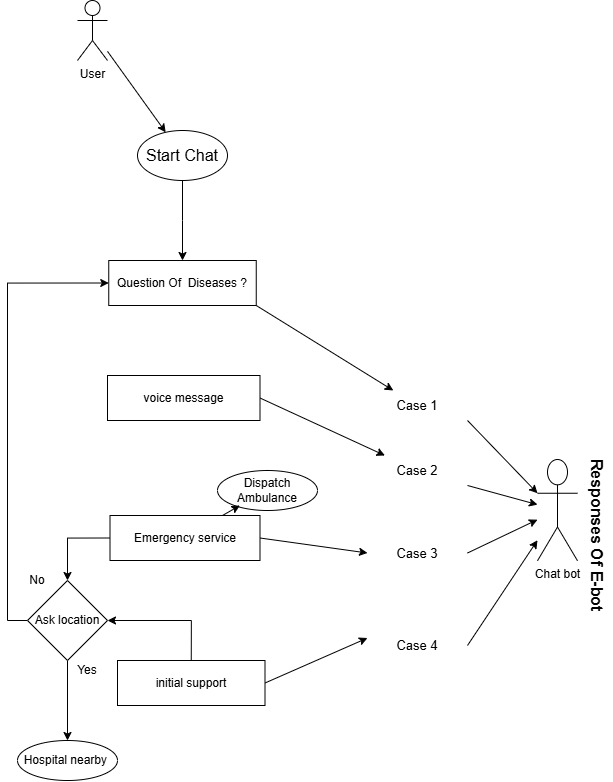 User
Start Chat
Question Of Diseases ?
voice message
Case 1
Case 2
Dispatch
Ambulance
Emergency service
Case 3
Chat bot
Responses Of E-bot
No
Ask location
Yes
initial support
Case 4
Hospital nearby